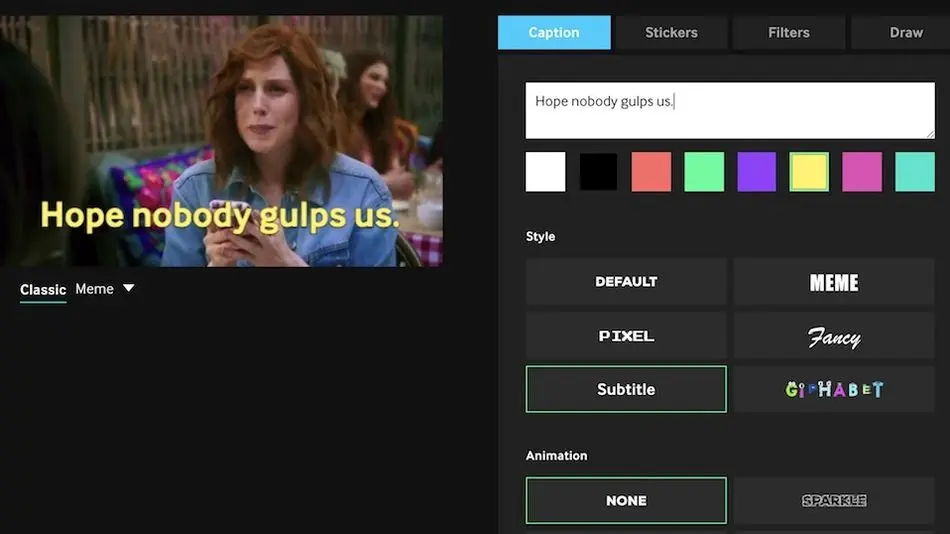 Hope nobody gulps us.
Classic Meme
Caption Stickers Filters Draw
Hope nobody gulps us.
Style
DEFAULT MEME
PIXEL Fancy
Subtitle GIPHABET
Animation
NONE SPARKLE